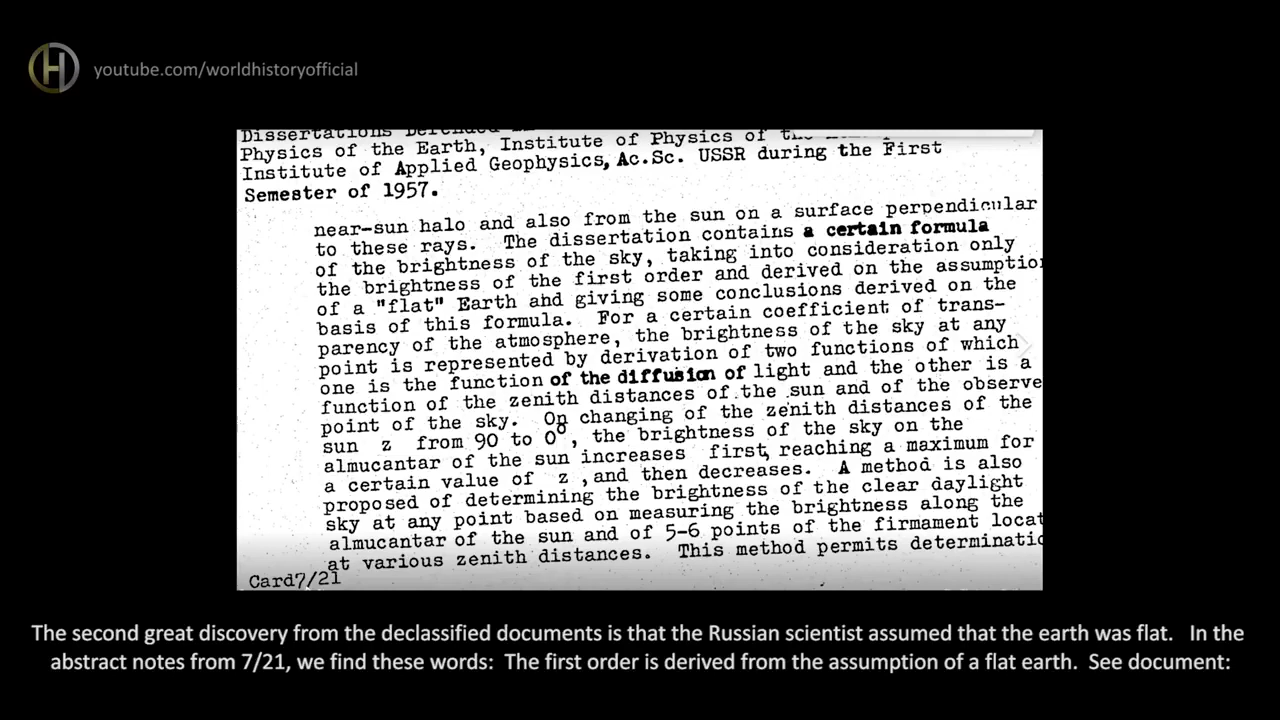 youtube.com/worldhistoryofficial
Dissertations Defended
Physics of the Earth, Institute of Physics of the
Institute of Applied Geophysics, Ac.Sc. USSR during the First
Semester of 1957.
near-sun halo and also from the sun on a surface perpendicular
to these rays. The dissertation contains a certain formula
of the brightness of the sky, taking into consideration only
the brightness of the first order and derived on the assumption
of a "flat" Earth and giving some conclusions derived on the
basis of this formula. For a certain coefficient of trans-
parency of the atmosphere, the brightness of the sky at any
point is represented by derivation of two functions of which
one is the function of the diffusion of light and the other is a
function of the zenith distances of the sun and of the observe
point of the sky. On changing of the zenith distances of the
sun z from 90 to 0°, the brightness of the sky on the
almucantar of the sun increases first, reaching a maximum for
a certain value of z ,and then decreases. A method is also
proposed of determining the brightness of the clear daylight
sky at any point based on measuring the brightness along the
almucantar of the sun and of 5-6 points of the firmament locat
at various zenith distances. This method permits determinatio
Card7/21
The second great discovery from the declassified documents is that the Russian scientist assumed that the earth was flat. In the
abstract notes from 7/21, we find these words: The first order is derived from the assumption of a flat earth. See document: